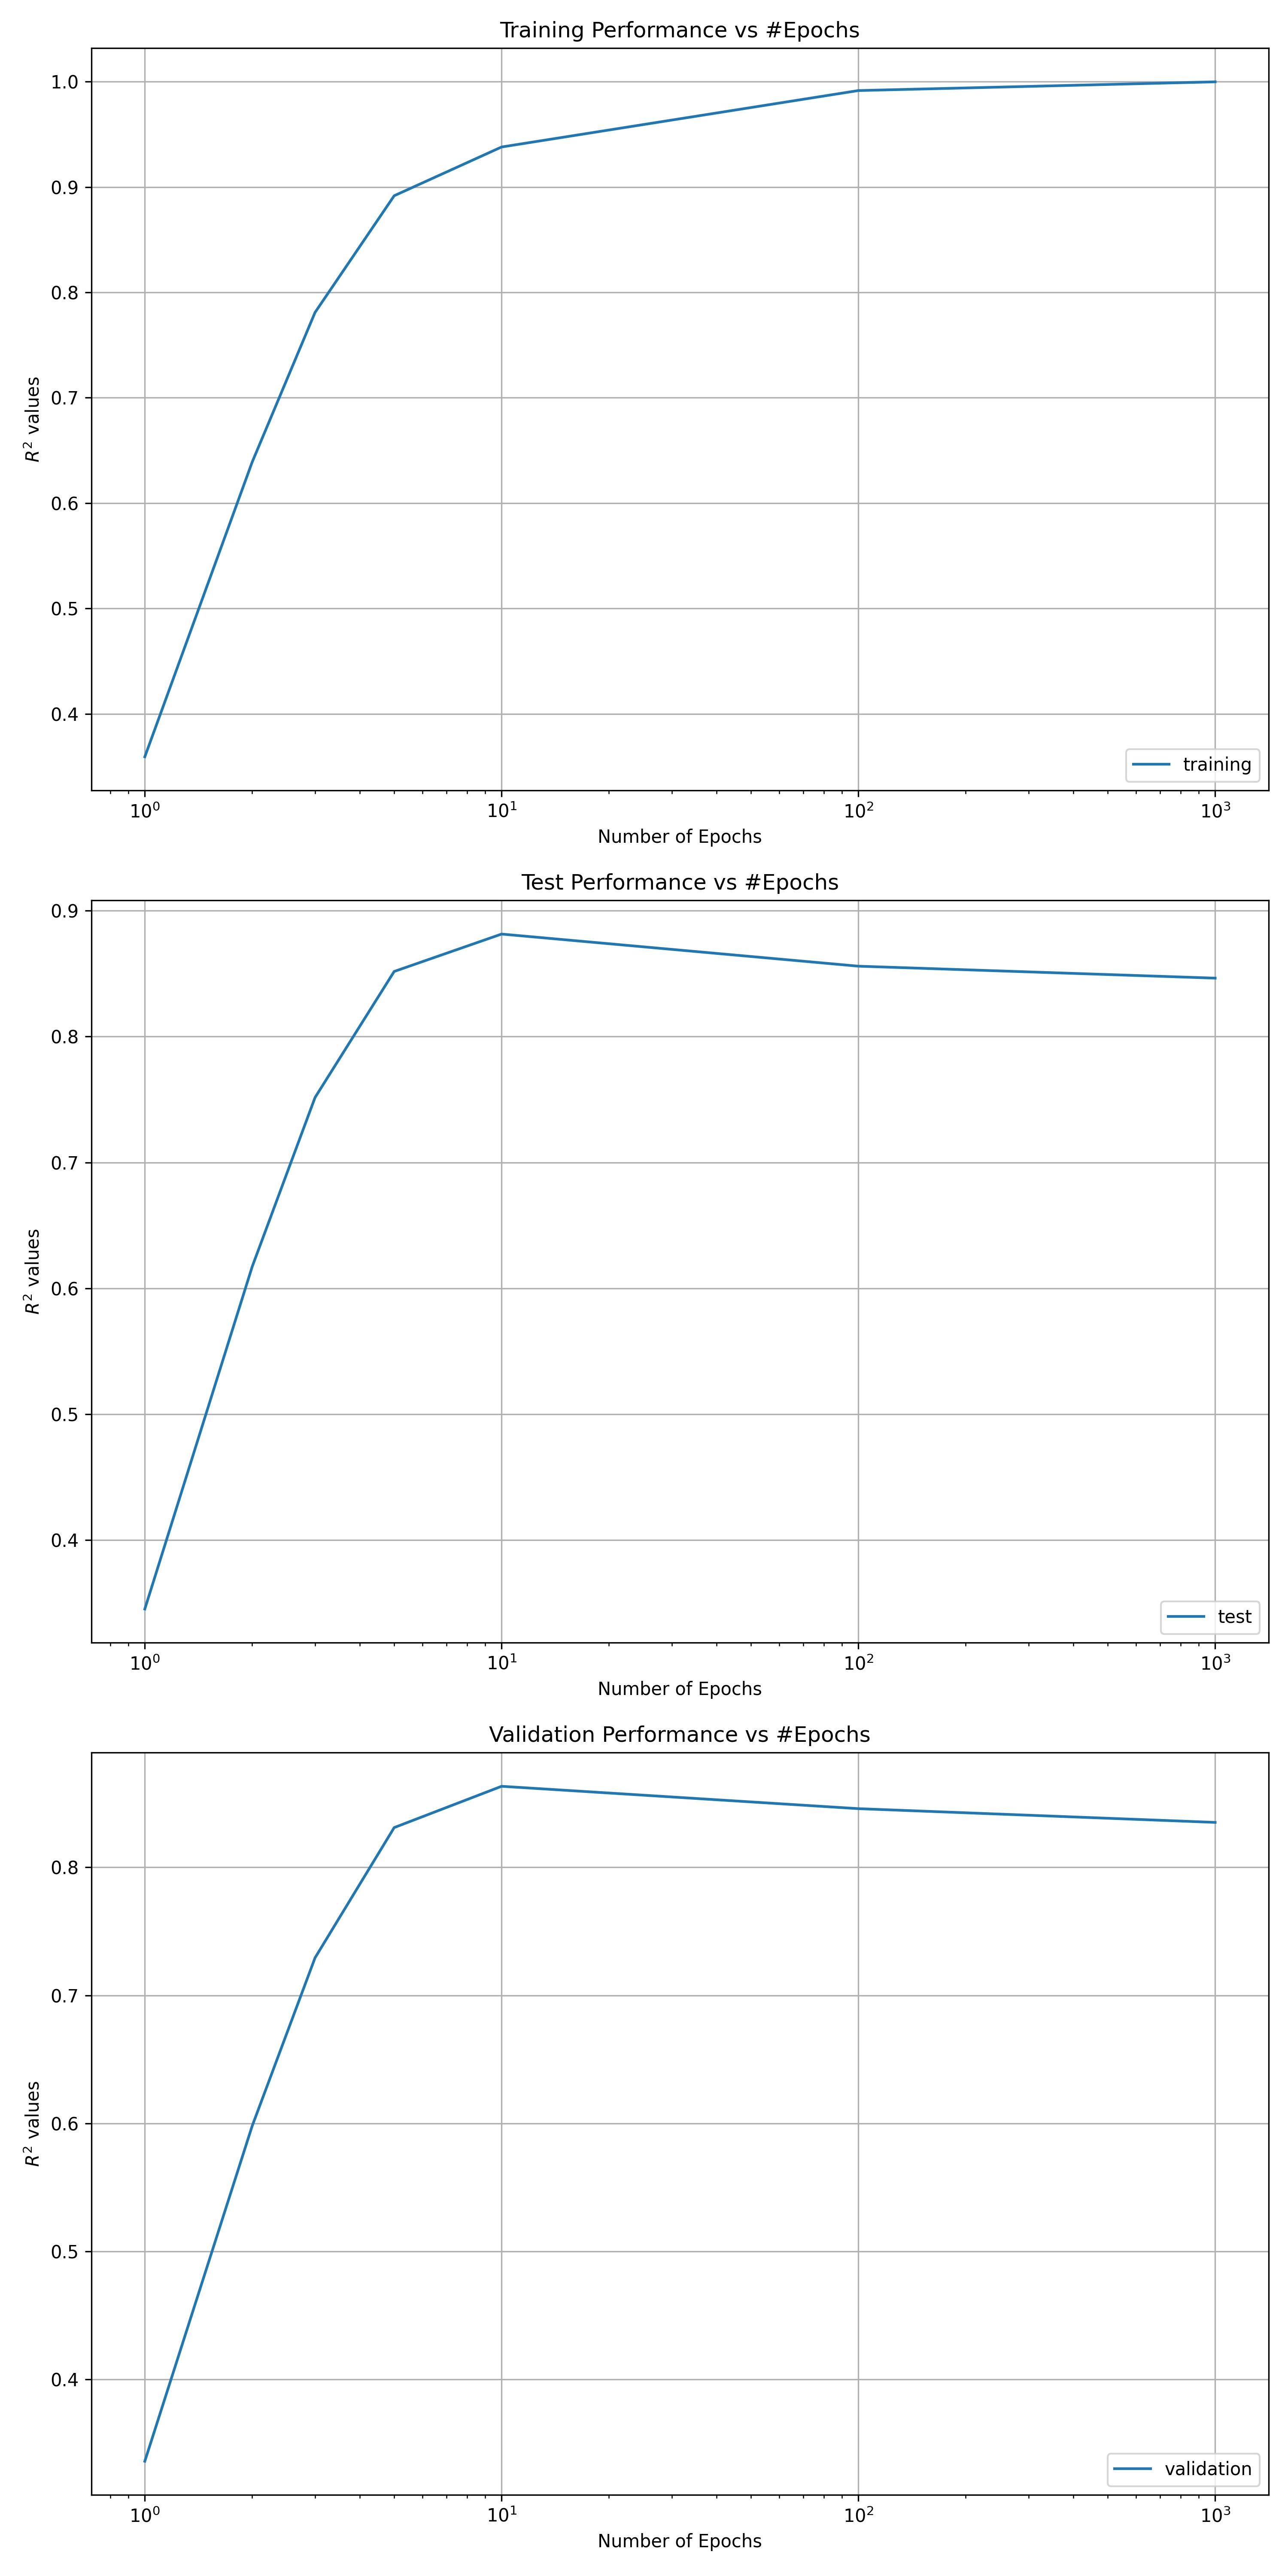 Training Performance vs #Epochs
1.0
0.9
0.8
0.7
0.6
0.5
0.4
R² values
training
10⁰ 10¹ 10² 10³
Number of Epochs
Test Performance vs #Epochs
0.9
0.8
0.7
0.6
0.5
0.4
R² values
test
10⁰ 10¹ 10² 10³
Number of Epochs
Validation Performance vs #Epochs
0.8
0.7
0.6
0.5
0.4
R² values
validation
10⁰ 10¹ 10² 10³
Number of Epochs